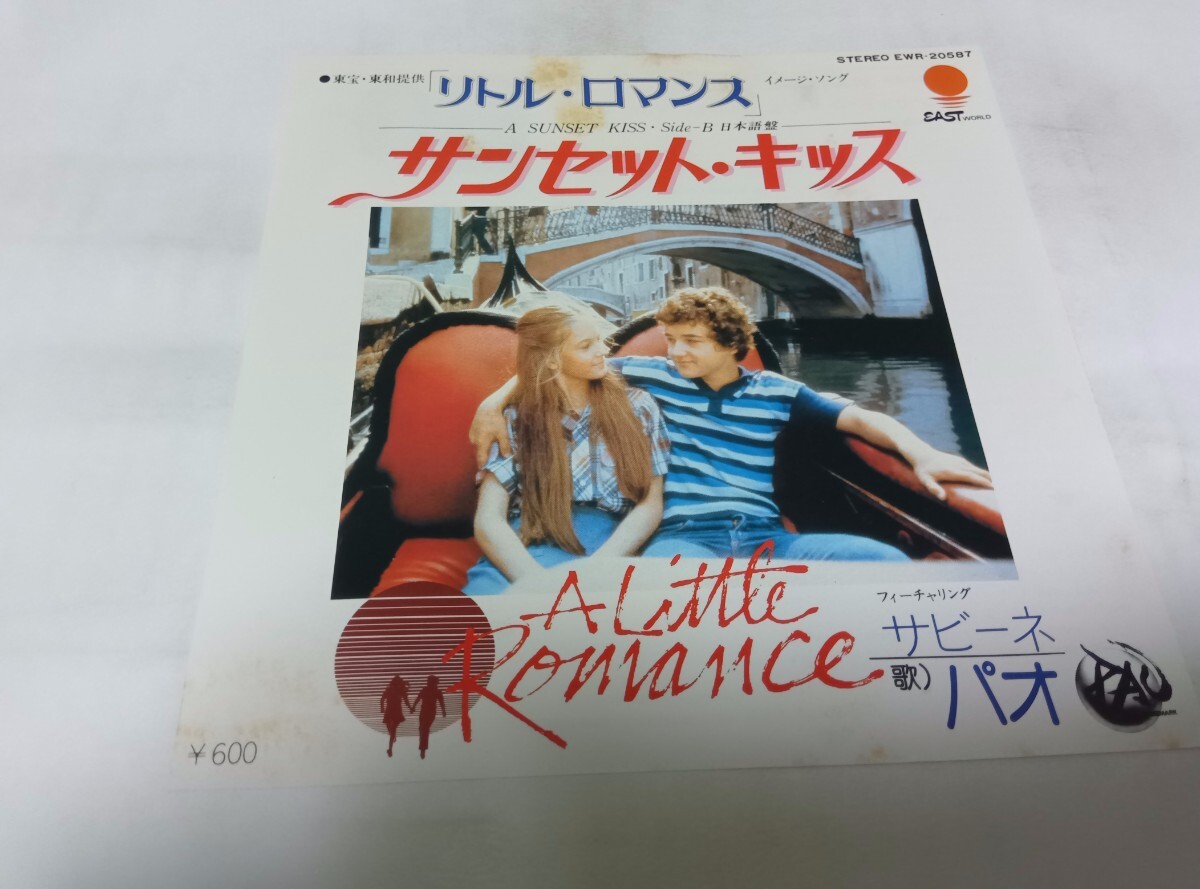 STEREO EWR-20587
●東宝・東和提供「リトル・ロマンス」イメージ・ソング
EAST WORLD
A SUNSET KISS・Side-B 日本語盤
サンセット・キッス
A Little
Romance
フィーチャリング
サビーネ
歌)パオ
PAO
¥600